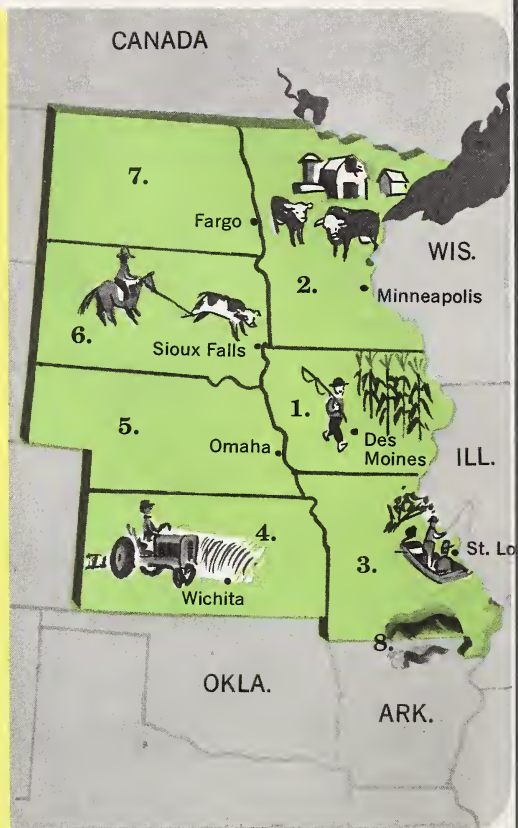 CANADA
7.
Fargo
WIS.
2.
Minneapolis
6.
Sioux Falls
1.
Des
Moines
5.
Omaha
ILL.
4.
3.
St. Lo
Wichita
8.
OKLA.
ARK.